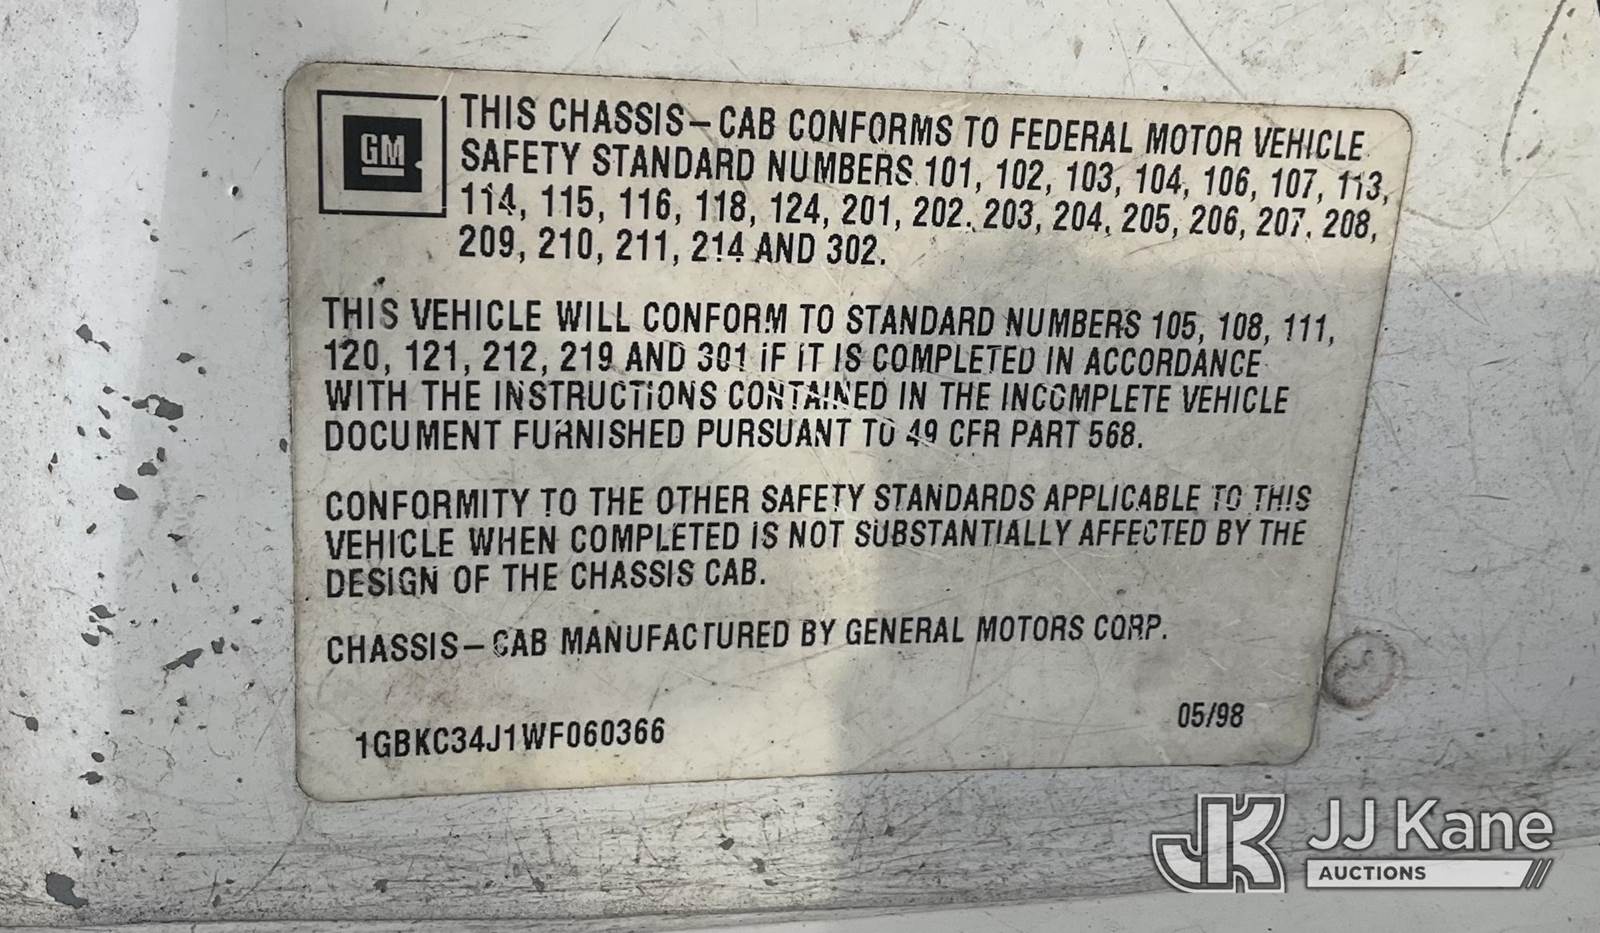 GM
THIS CHASSIS-CAB CONFORMS TO FEDERAL MOTOR VEHICLE
SAFETY STANDARD NUMBERS 101, 102, 103, 104, 106, 107, 113,
114, 115, 116, 118, 124, 201, 202, 203, 204, 205, 206, 207, 208,
209, 210, 211, 214 AND 302.
THIS VEHICLE WILL CONFORM TO STANDARD NUMBERS 105, 108, 111,
120, 121, 212, 219 AND 301 IF IT IS COMPLETED IN ACCORDANCE
WITH THE INSTRUCTIONS CONTAINED IN THE INCOMPLETE VEHICLE
DOCUMENT FURNISHED PURSUANT TO 49 CFR PART 568.
CONFORMITY TO THE OTHER SAFETY STANDARDS APPLICABLE TO THIS
VEHICLE WHEN COMPLETED IS NOT SUBSTANTIALLY AFFECTED BY THE
DESIGN OF THE CHASSIS CAB.
CHASSIS-CAB MANUFACTURED BY GENERAL MOTORS CORP.
05/98
1GBKC34J1WF060366
JK JJ Kane
AUCTIONS